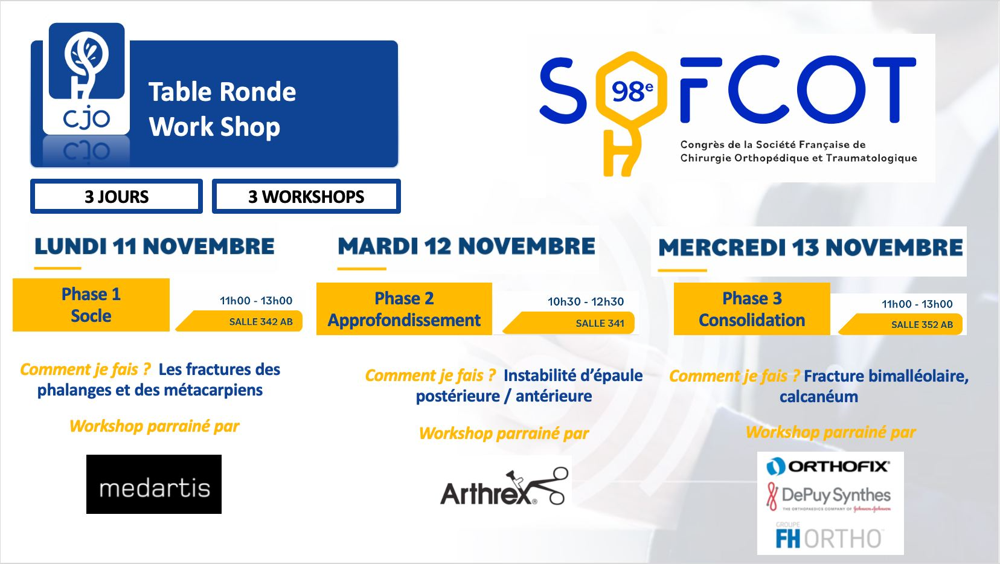 cjo
Table Ronde
Work Shop
SOFCOT
98e
Congrès de la Société Française de
Chirurgie Orthopédique et Traumatologique
3 JOURS
3 WORKSHOPS
LUNDI 11 NOVEMBRE
Phase 1
Socle
11h00 - 13h00
SALLE 342 AB
Comment je fais ? Les fractures des
phalanges et des métacarpiens
Workshop parrainé par
medartis
MARDI 12 NOVEMBRE
Phase 2
Approfondissement
10h30 - 12h30
SALLE 341
Comment je fais ? Instabilité d’épaule
postérieure / antérieure
Workshop parrainé par
Arthrex®
MERCREDI 13 NOVEMBRE
Phase 3
Consolidation
11h00 - 13h00
SALLE 352 AB
Comment je fais ? Fracture bimalléolaire,
calcanéum
Workshop parrainé par
ORTHOFIX®
DePuy Synthes
THE ORTHOPAEDICS COMPANY OF Johnson-Johnson
GROUPE
FH ORTHO™